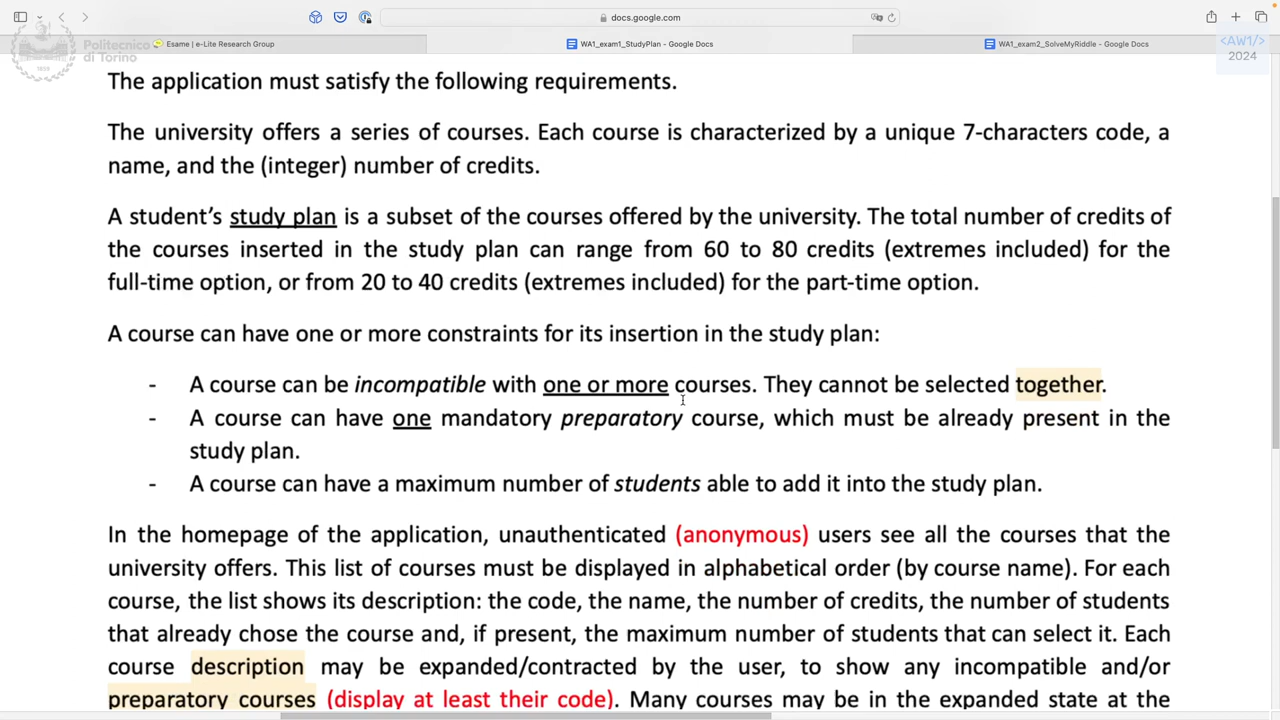 docs.google.com
Politecnico
di Torino
1859
Esame | e-Lite Research Group
WA1_exam1_StudyPlan - Google Docs
WA1_exam2_SolveMyRiddle - Google Docs
<AW1/>
2024
The application must satisfy the following requirements.
The university offers a series of courses. Each course is characterized by a unique 7-characters code, a
name, and the (integer) number of credits.
A student’s study plan is a subset of the courses offered by the university. The total number of credits of
the courses inserted in the study plan can range from 60 to 80 credits (extremes included) for the
full-time option, or from 20 to 40 credits (extremes included) for the part-time option.
A course can have one or more constraints for its insertion in the study plan:
- A course can be incompatible with one or more courses. They cannot be selected together.
- A course can have one mandatory preparatory course, which must be already present in the
study plan.
- A course can have a maximum number of students able to add it into the study plan.
In the homepage of the application, unauthenticated (anonymous) users see all the courses that the
university offers. This list of courses must be displayed in alphabetical order (by course name). For each
course, the list shows its description: the code, the name, the number of credits, the number of students
that already chose the course and, if present, the maximum number of students that can select it. Each
course description may be expanded/contracted by the user, to show any incompatible and/or
preparatory courses (display at least their code). Many courses may be in the expanded state at the